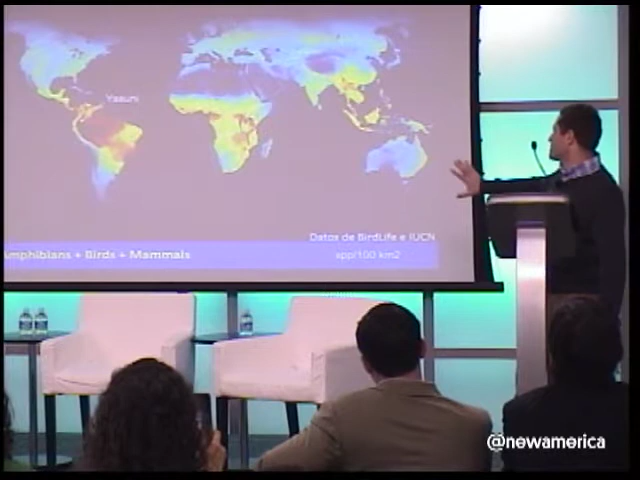 Yasuni
Datos de BirdLife e IUCN
Amphibians + Birds + Mammals
spp/100 km2
@newamerica